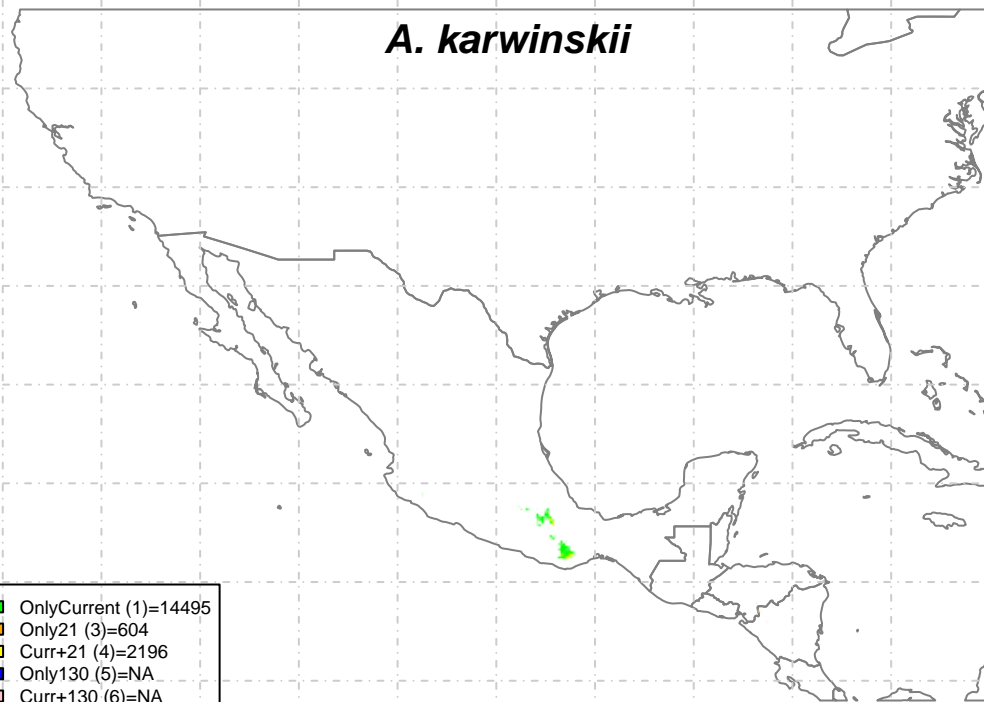 A. karwinskii
OnlyCurrent (1)=14495
Only21 (3)=604
Curr+21 (4)=2196
Only130 (5)=NA
Curr+130 (6)=NA